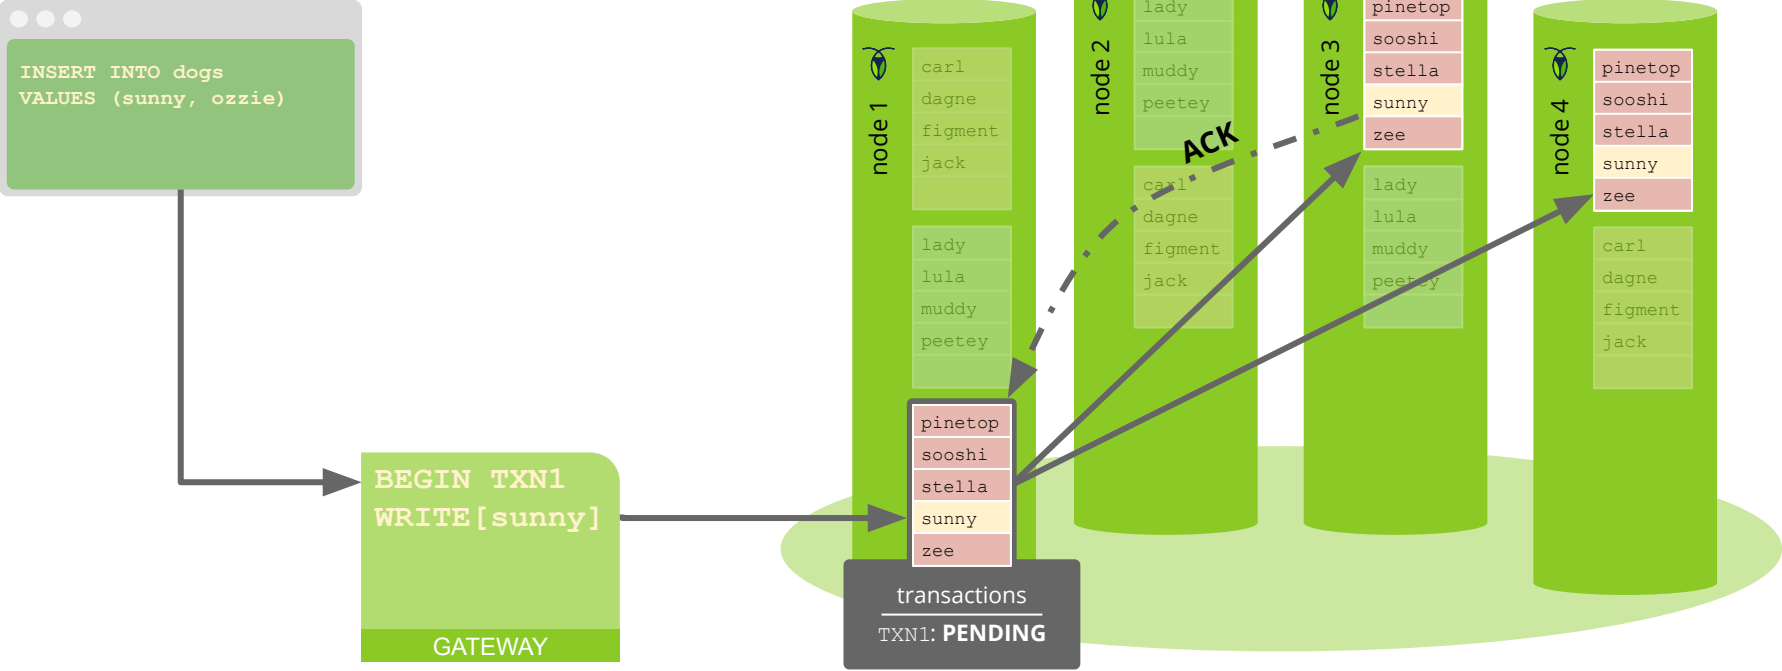 INSERT INTO dogs
VALUES (sunny, ozzie)
BEGIN TXN1
WRITE[sunny]
GATEWAY
node 1
carl
dagne
figment
jack
lady
lula
muddy
peetey
pinetop
sooshi
stella
sunny
zee
transactions
TXN1: PENDING
node 2
lady
lula
muddy
peetey
carl
dagne
figment
jack
ACK
node 3
pinetop
sooshi
stella
sunny
zee
lady
lula
muddy
peetey
node 4
pinetop
sooshi
stella
sunny
zee
carl
dagne
figment
jack